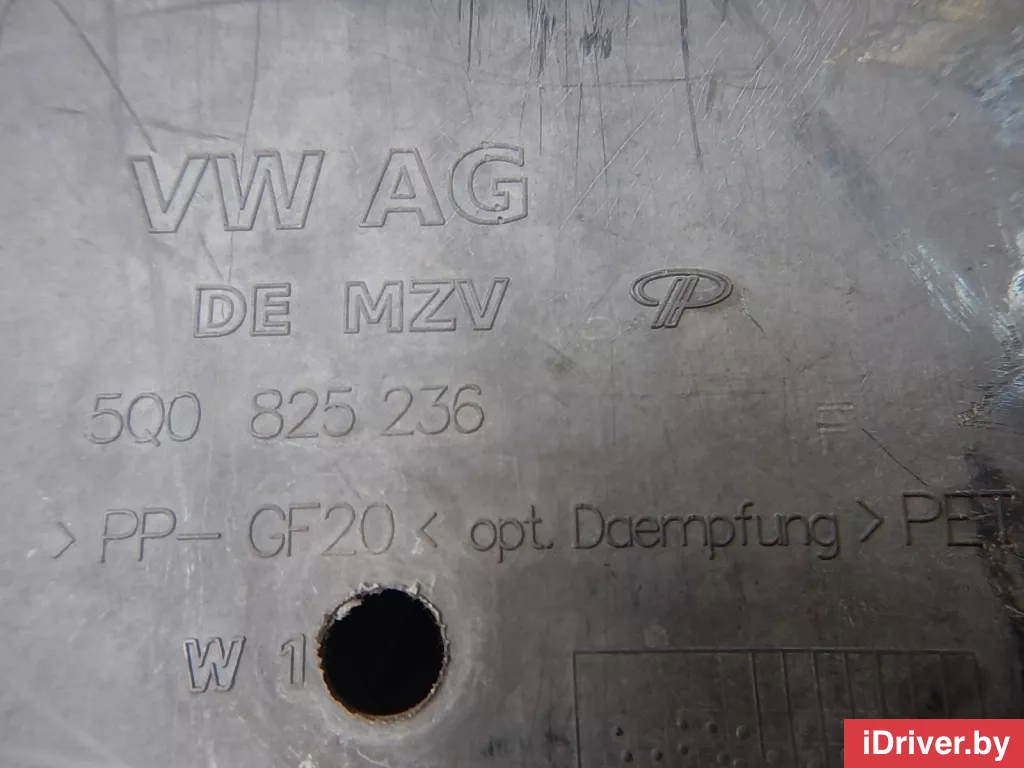 VW AG
DE MZV
5Q0 825 236
>PP-GF20< opt. Daempfung >PET
W 1
iDriver.by